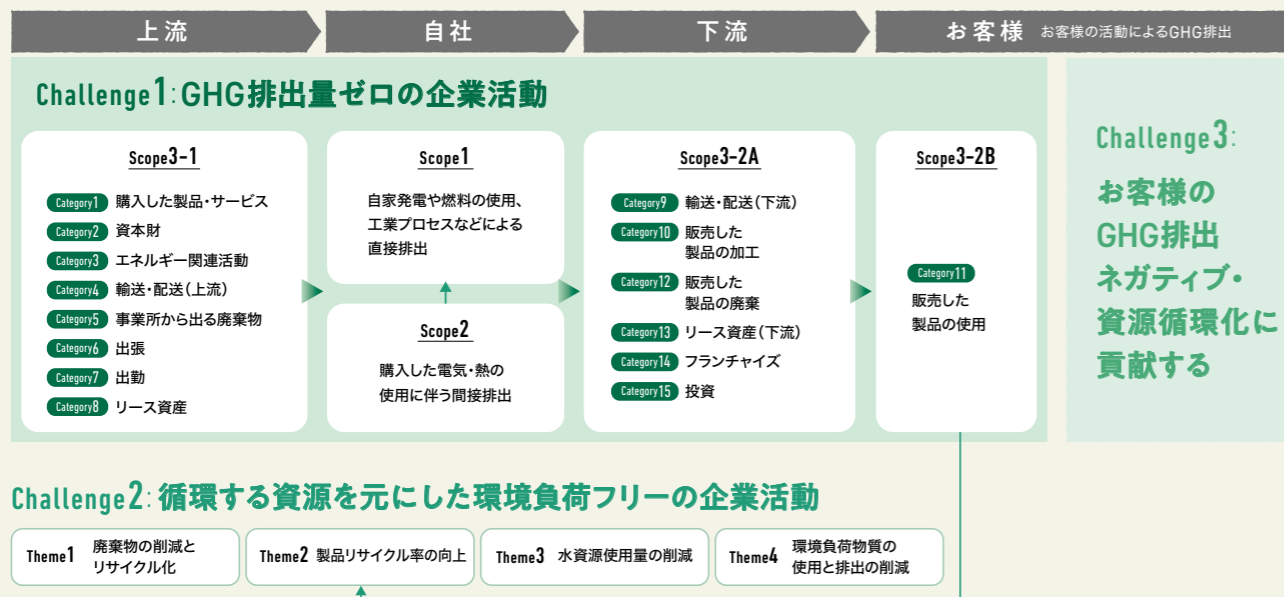 上流
自社
下流
お客様 お客様の活動によるGHG排出
Challenge1:GHG排出量ゼロの企業活動
Scope3-1
Category1 購入した製品・サービス
Category2 資本財
Category3 エネルギー関連活動
Category4 輸送・配送(上流)
Category5 事業所から出る廃棄物
Category6 出張
Category7 出勤
Category8 リース資産
Scope1
自家発電や燃料の使用、
工業プロセスなどによる
直接排出
Scope2
購入した電気・熱の
使用に伴う間接排出
Scope3-2A
Category9 輸送・配送(下流)
Category10 販売した
製品の加工
Category12 販売した
製品の廃棄
Category13 リース資産(下流)
Category14 フランチャイズ
Category15 投資
Scope3-2B
Category11
販売した
製品の使用
Challenge3:
お客様の
GHG排出
ネガティブ・
資源循環化に
貢献する
Challenge2:循環する資源を元にした環境負荷フリーの企業活動
Theme1 廃棄物の削減と
リサイクル化
Theme2 製品リサイクル率の向上
Theme3 水資源使用量の削減
Theme4 環境負荷物質の
使用と排出の削減